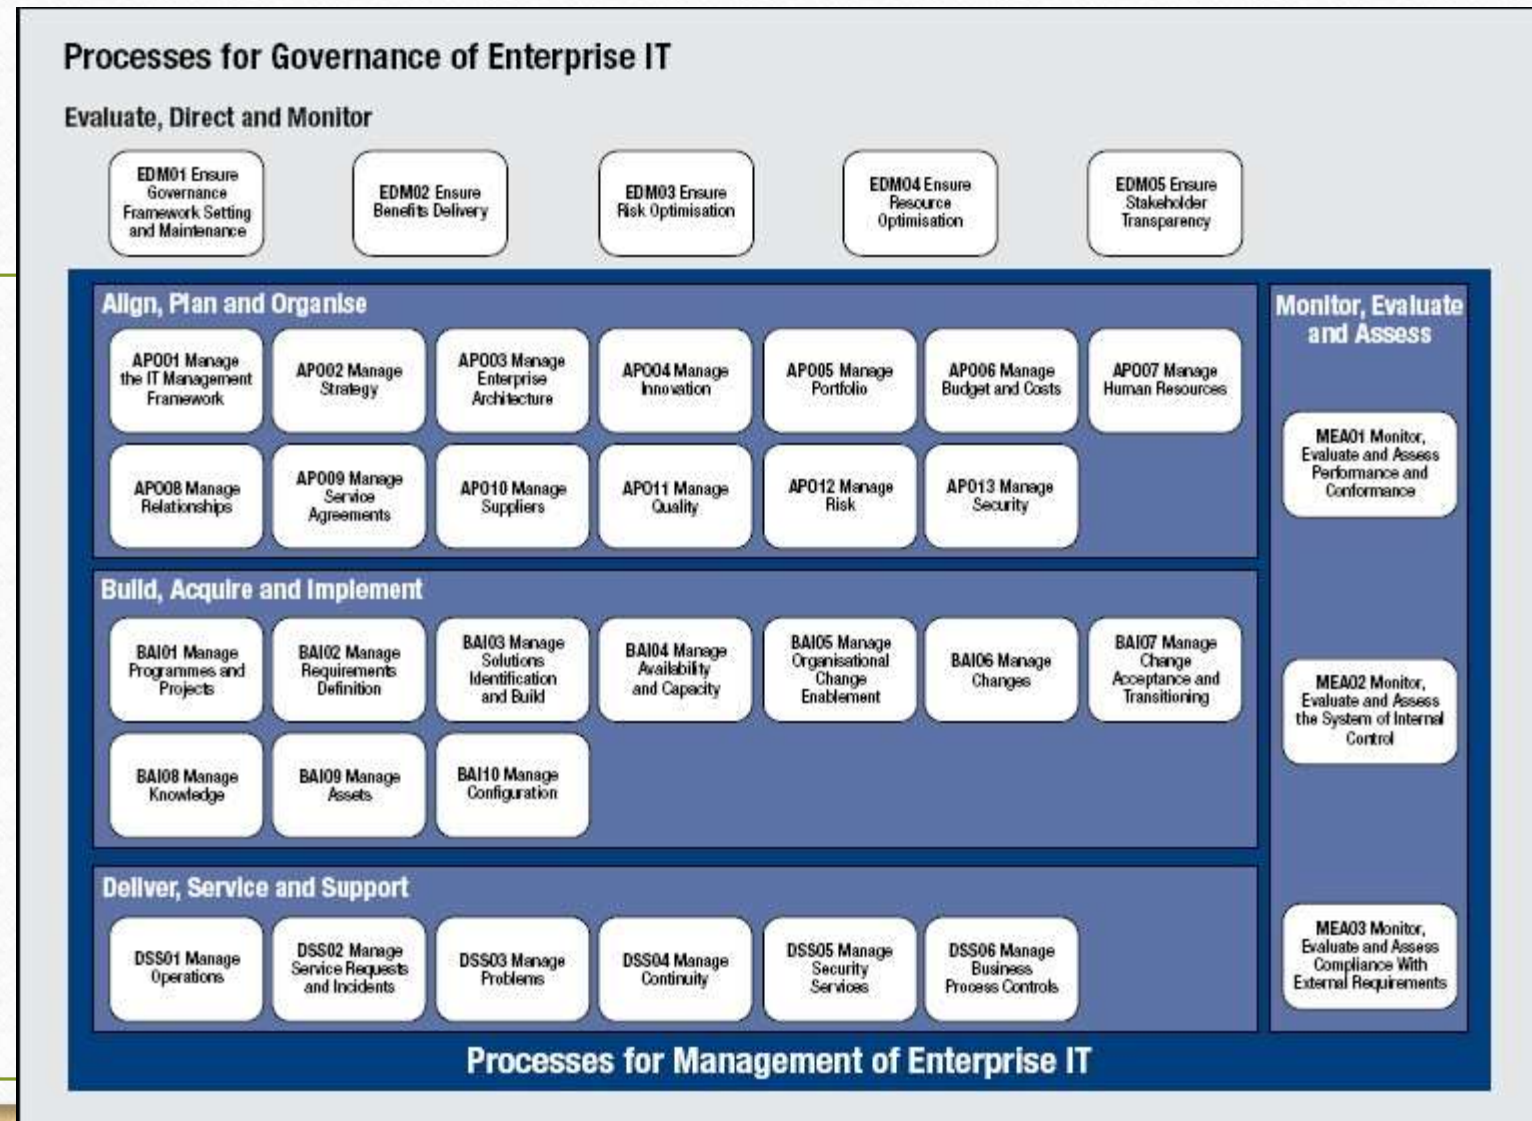 Processes for Governance of Enterprise IT
Evaluate, Direct and Monitor
EDM01 Ensure
Governance
Framework Setting
and Maintenance
EDM02 Ensure
Benefits Delivery
EDM03 Ensure
Risk Optimisation
EDM04 Ensure
Resource
Optimisation
EDM05 Ensure
Stakeholder
Transparency
Align, Plan and Organise
APO01 Manage
the IT Management
Framework
APO02 Manage
Strategy
APO03 Manage
Enterprise
Architecture
APO04 Manage
Innovation
APO05 Manage
Portfolio
APO06 Manage
Budget and Costs
APO07 Manage
Human Resources
APO08 Manage
Relationships
APO09 Manage
Service
Agreements
APO10 Manage
Suppliers
APO11 Manage
Quality
APO12 Manage
Risk
APO13 Manage
Security
Build, Acquire and Implement
BAI01 Manage
Programmes and
Projects
BAI02 Manage
Requirements
Definition
BAI03 Manage
Solutions
Identification
and Build
BAI04 Manage
Availability
and Capacity
BAI05 Manage
Organisational
Change
Enablement
BAI06 Manage
Changes
BAI07 Manage
Change
Acceptance and
Transitioning
BAI08 Manage
Knowledge
BAI09 Manage
Assets
BAI10 Manage
Configuration
Deliver, Service and Support
DSS01 Manage
Operations
DSS02 Manage
Service Requests
and Incidents
DSS03 Manage
Problems
DSS04 Manage
Continuity
DSS05 Manage
Security
Services
DSS06 Manage
Business
Process Controls
Monitor, Evaluate
and Assess
MEA01 Monitor,
Evaluate and Assess
Performance and
Conformance
MEA02 Monitor,
Evaluate and Assess
the System of Internal
Control
MEA03 Monitor,
Evaluate and Assess
Compliance With
External Requirements
Processes for Management of Enterprise IT